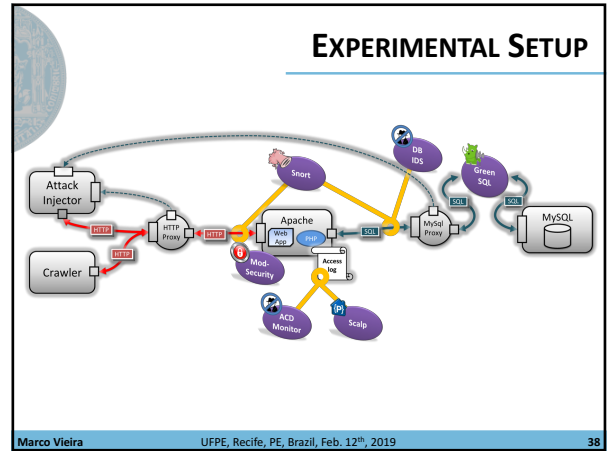 EXPERIMENTAL SETUP
DB
IDS
Snort
Green
SQL
Attack
Injector
HTTP
HTTP
HTTP
Proxy
HTTP
Apache
Web
App
PHP
SQL
MySql
Proxy
SQL
SQL
MySQL
Crawler
Mod-
Security
Access
log
ACD
Monitor
{P}
Scalp
Marco Vieira
UFPE, Recife, PE, Brazil, Feb. 12th, 2019
38